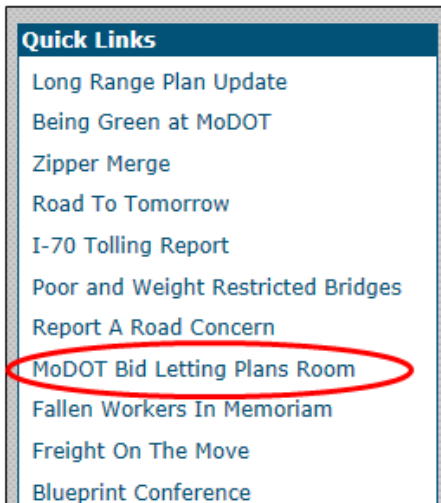 Quick Links
Long Range Plan Update
Being Green at MoDOT
Zipper Merge
Road To Tomorrow
I-70 Tolling Report
Poor and Weight Restricted Bridges
Report A Road Concern
MoDOT Bid Letting Plans Room
Fallen Workers In Memoriam
Freight On The Move
Blueprint Conference